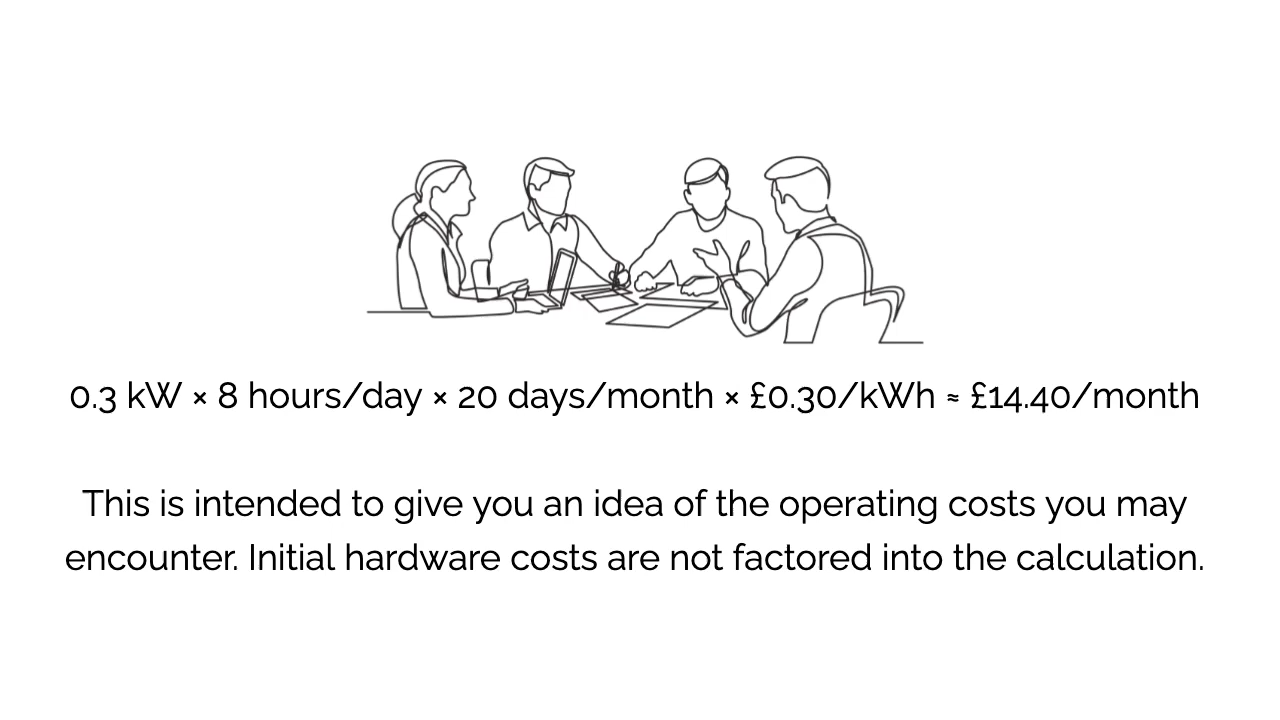 0.3 kW × 8 hours/day × 20 days/month × £0.30/kWh ≈ £14.40/month
This is intended to give you an idea of the operating costs you may
encounter. Initial hardware costs are not factored into the calculation.